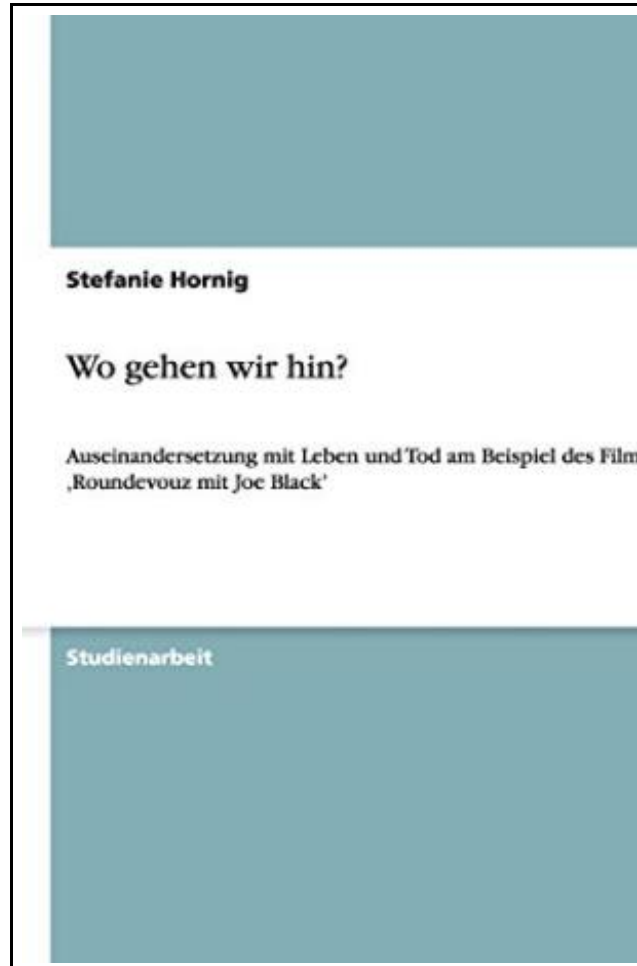 Stefanie Hornig
Wo gehen wir hin?
Auseinandersetzung mit Leben und Tod am Beispiel des Film
‚Roundevouz mit Joe Black‘
Studienarbeit